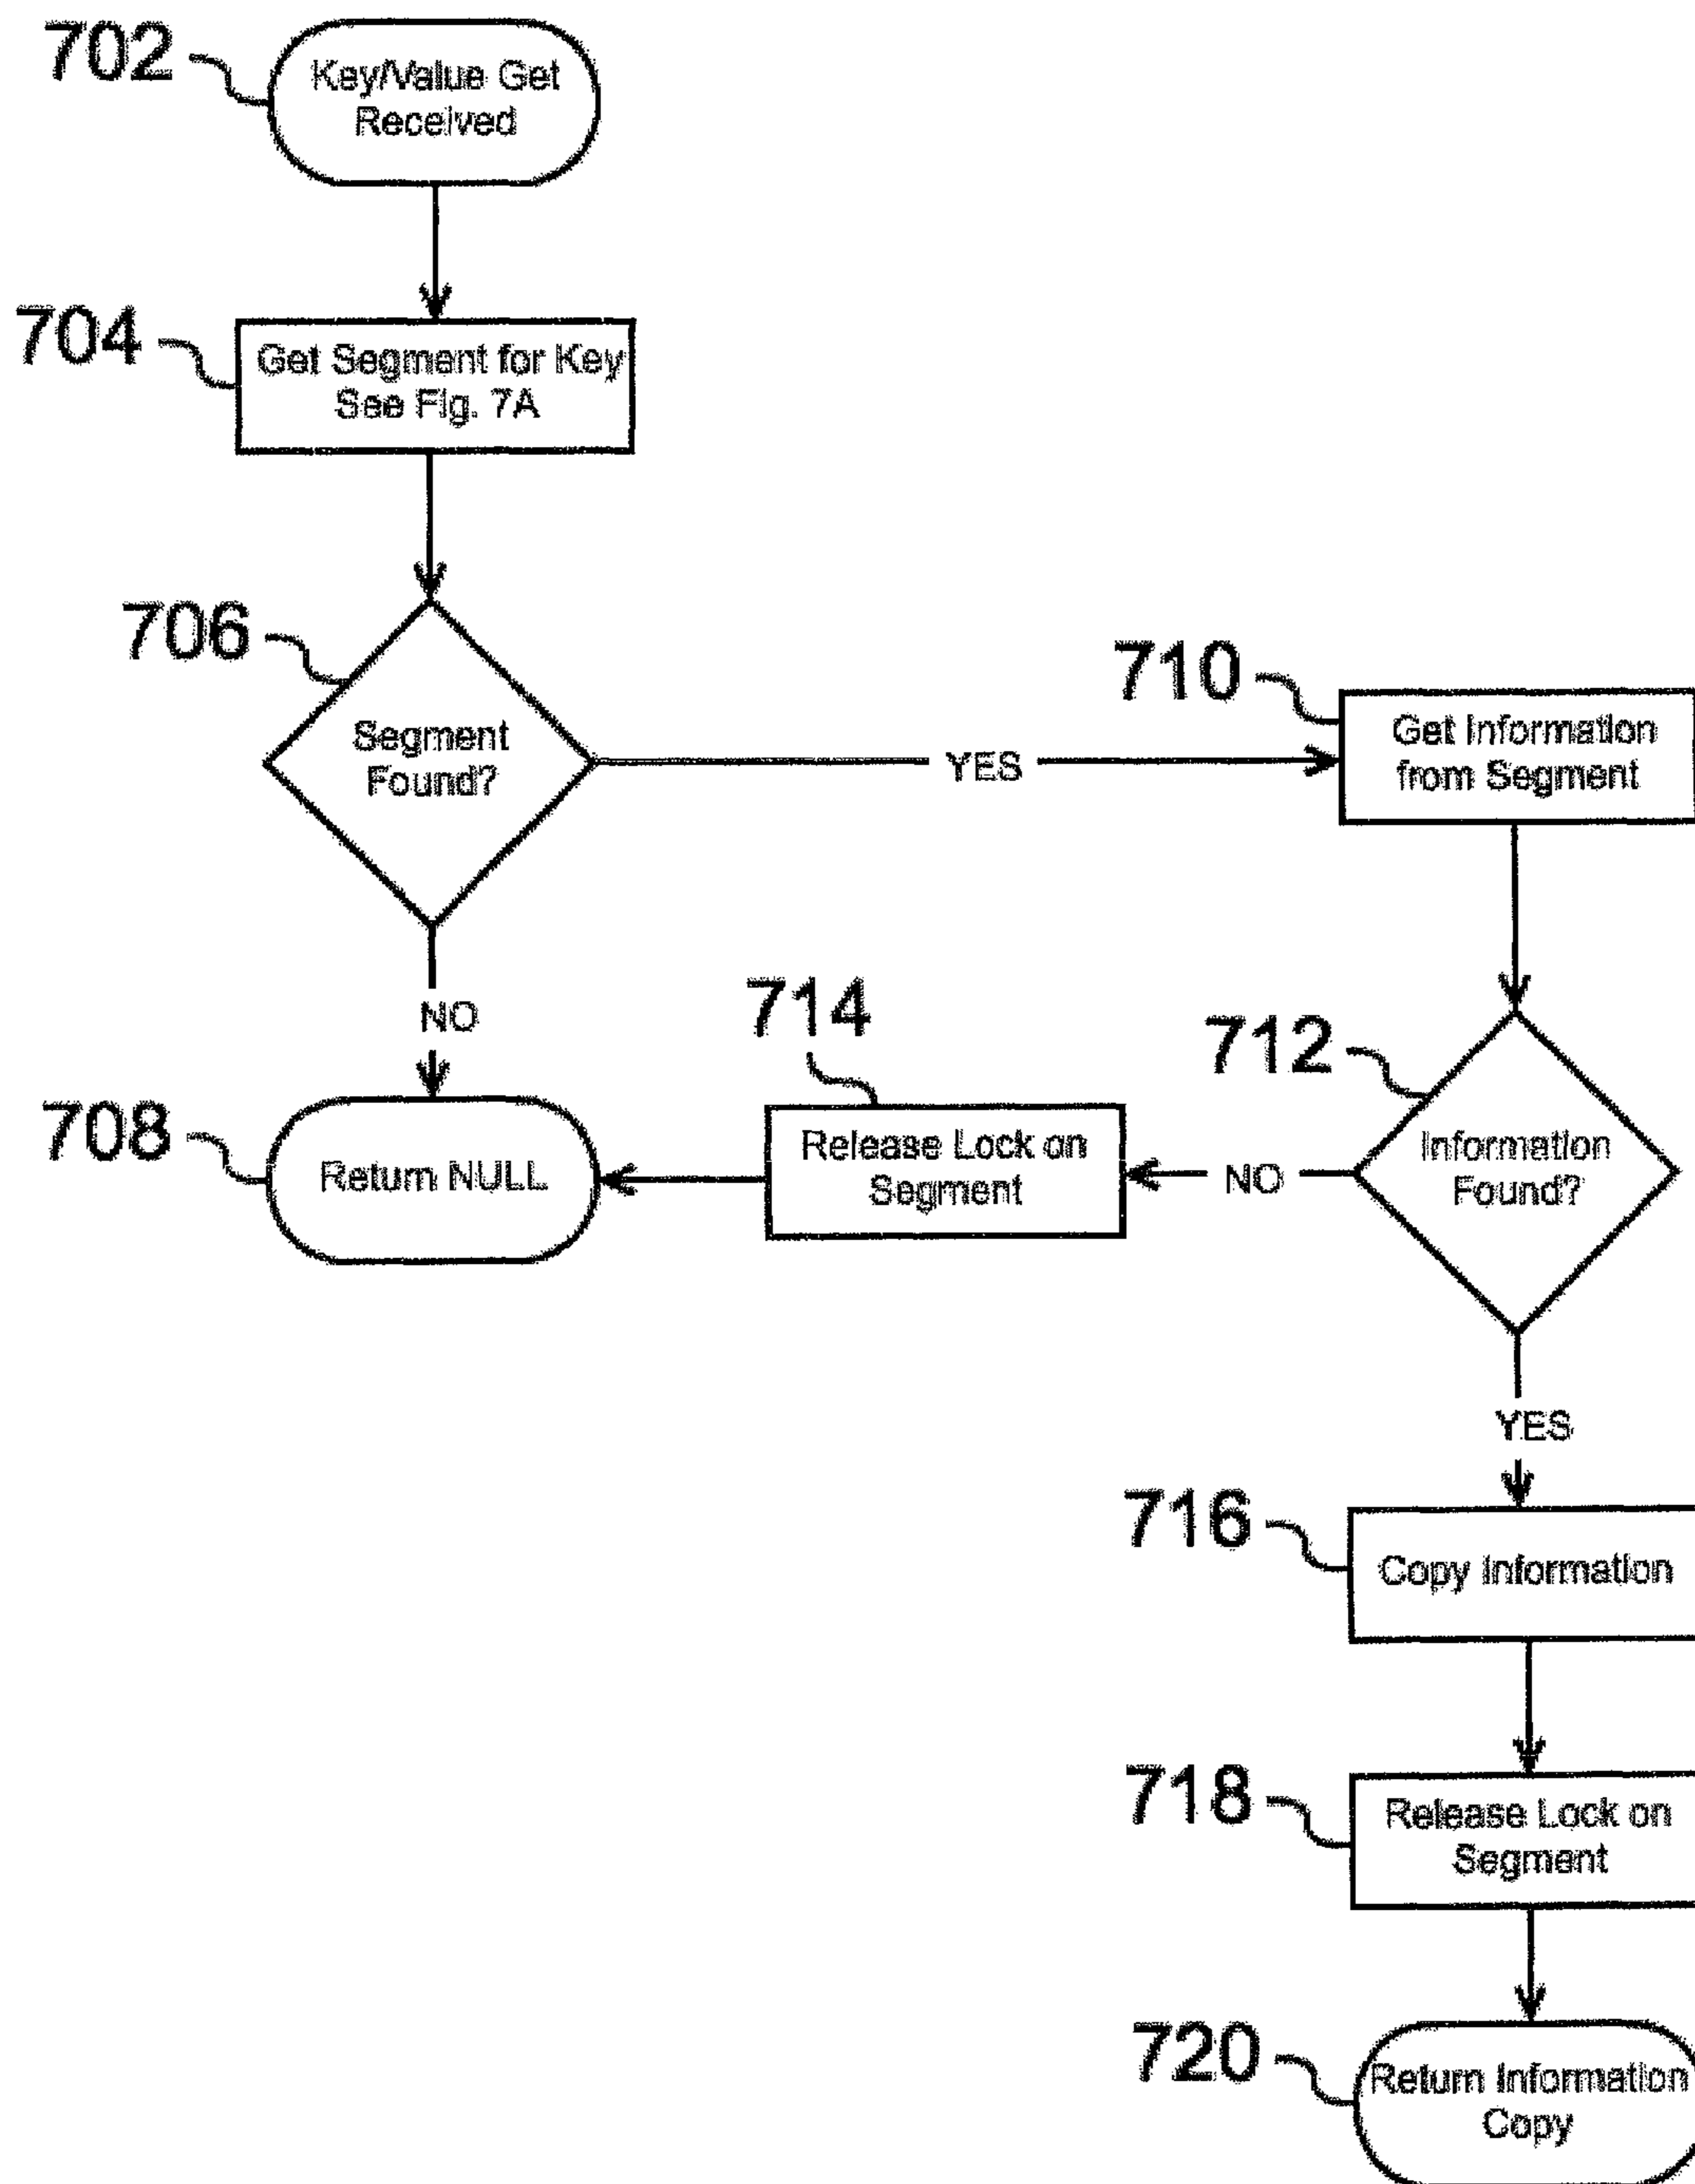 702
Key/Value Get
Received
704
Get Segment for Key
See Fig. 7A
706
Segment
Found?
YES
710
Get Information
from Segment
NO
708
Return NULL
714
Release Lock on
Segment
NO
712
Information
Found?
YES
716
Copy Information
718
Release Lock on
Segment
720
Return Information
Copy